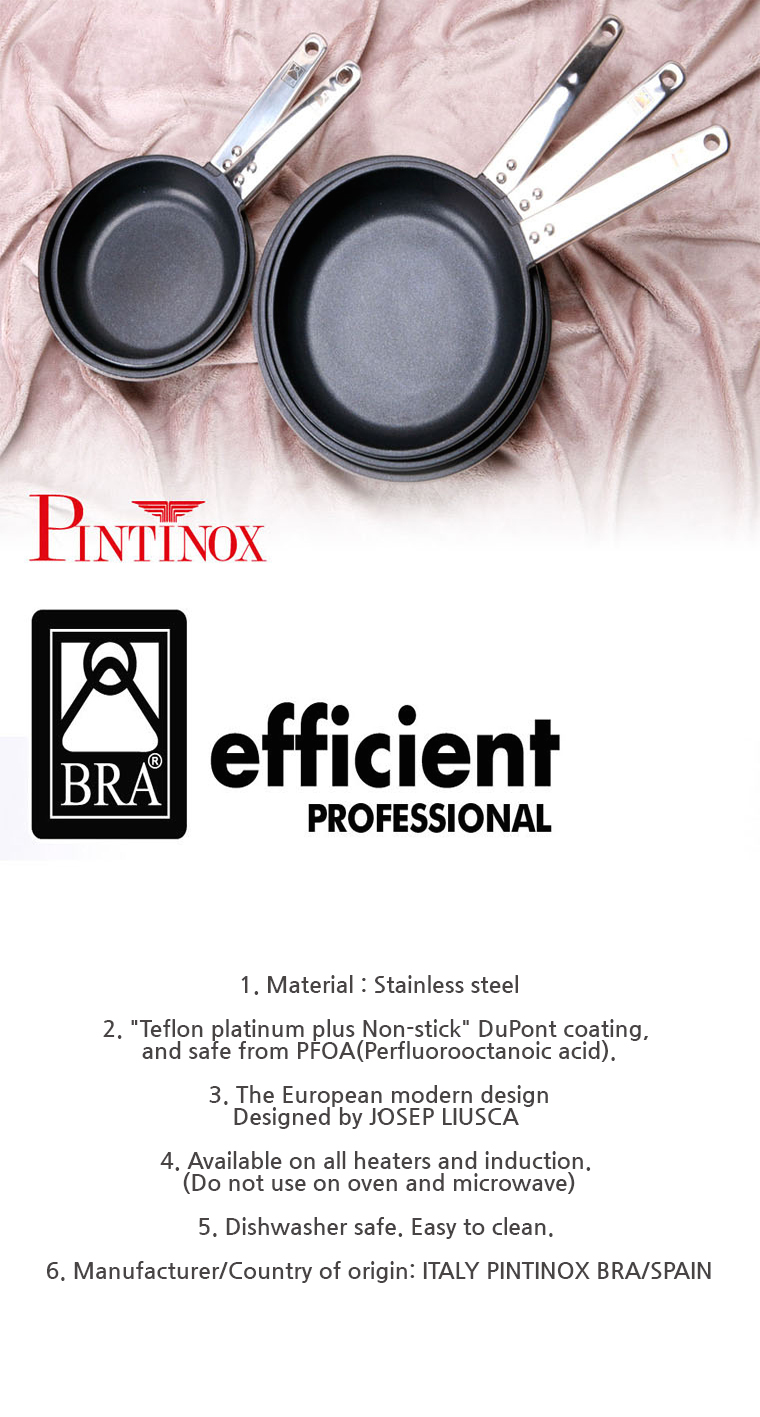 PINTINOX
BRA®
efficient
PROFESSIONAL
1. Material : Stainless steel
2. "Teflon platinum plus Non-stick" DuPont coating,
and safe from PFOA(Perfluorooctanoic acid).
3. The European modern design
Designed by JOSEP LIUSCA
4. Available on all heaters and induction.
(Do not use on oven and microwave)
5. Dishwasher safe. Easy to clean.
6. Manufacturer/Country of origin: ITALY PINTINOX BRA/SPAIN